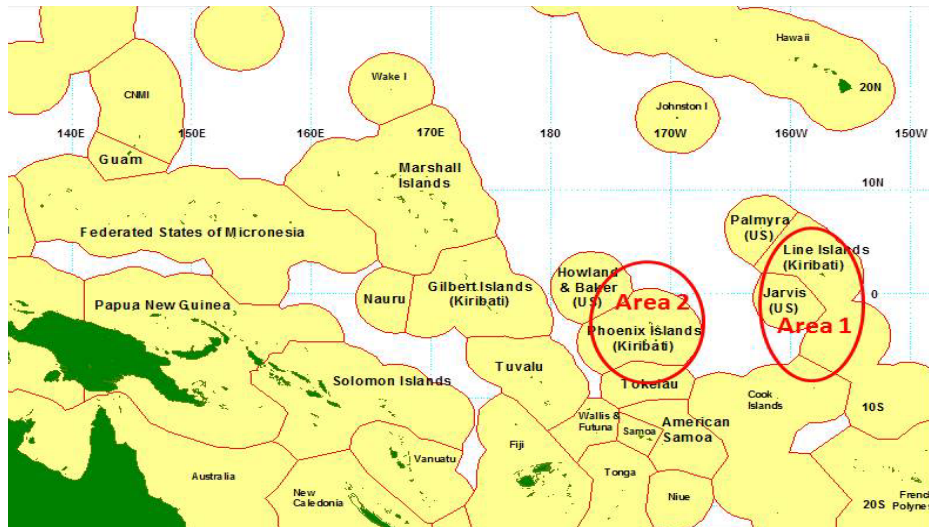 Hawaii
Wake I
20N
CNMI
Johnston I
140E
150E
160E
170E
180
170W
160W
150W
Guam
Marshall
Islands
10N
Palmyra
(US)
Federated States of Micronesia
Line Islands
(Kiribati)
Howland
& Baker
(US)
Gilbert Islands
(Kiribati)
Nauru
Papua New Guinea
Area 2
Jarvis
(US)
0
Area 1
Phoenix islands
(Kiribati)
Tuvalu
Solomon Islands
Tokelau
Cook
Islands
10S
Wallis &
Futuna
Samoa
American
Samoa
Fiji
Vanuatu
Australia
Tonga
New
Caledonia
Niue
French
Polynes
20S